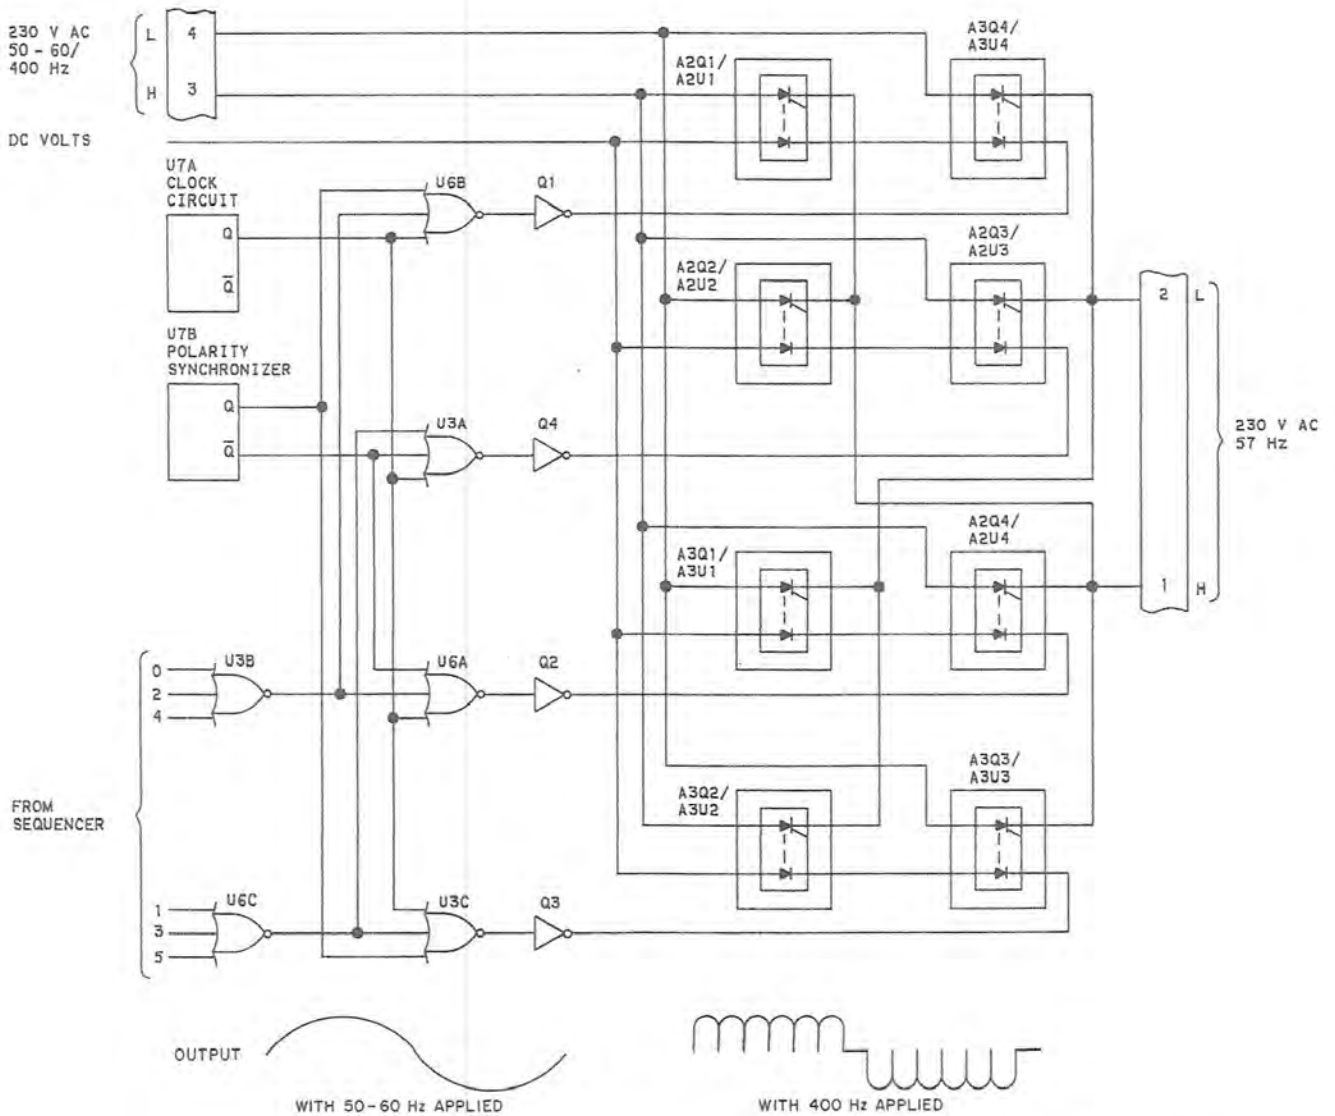 230 V AC
50 - 60/
400 Hz
L
4
H
3
DC VOLTS
A2Q1/
A2U1
A3Q4/
A3U4
U7A
CLOCK
CIRCUIT
Q
Q̅
U6B
Q1
A2Q2/
A2U2
A2Q3/
A2U3
2
L
U7B
POLARITY
SYNCHRONIZER
Q
Q̅
U3A
Q4
230 V AC
57 Hz
A3Q1/
A3U1
A2Q4/
A2U4
1
H
0
2
4
U3B
U6A
Q2
FROM
SEQUENCER
A3Q2/
A3U2
A3Q3/
A3U3
1
3
5
U6C
U3C
Q3
OUTPUT
WITH 50-60 Hz APPLIED
WITH 400 Hz APPLIED